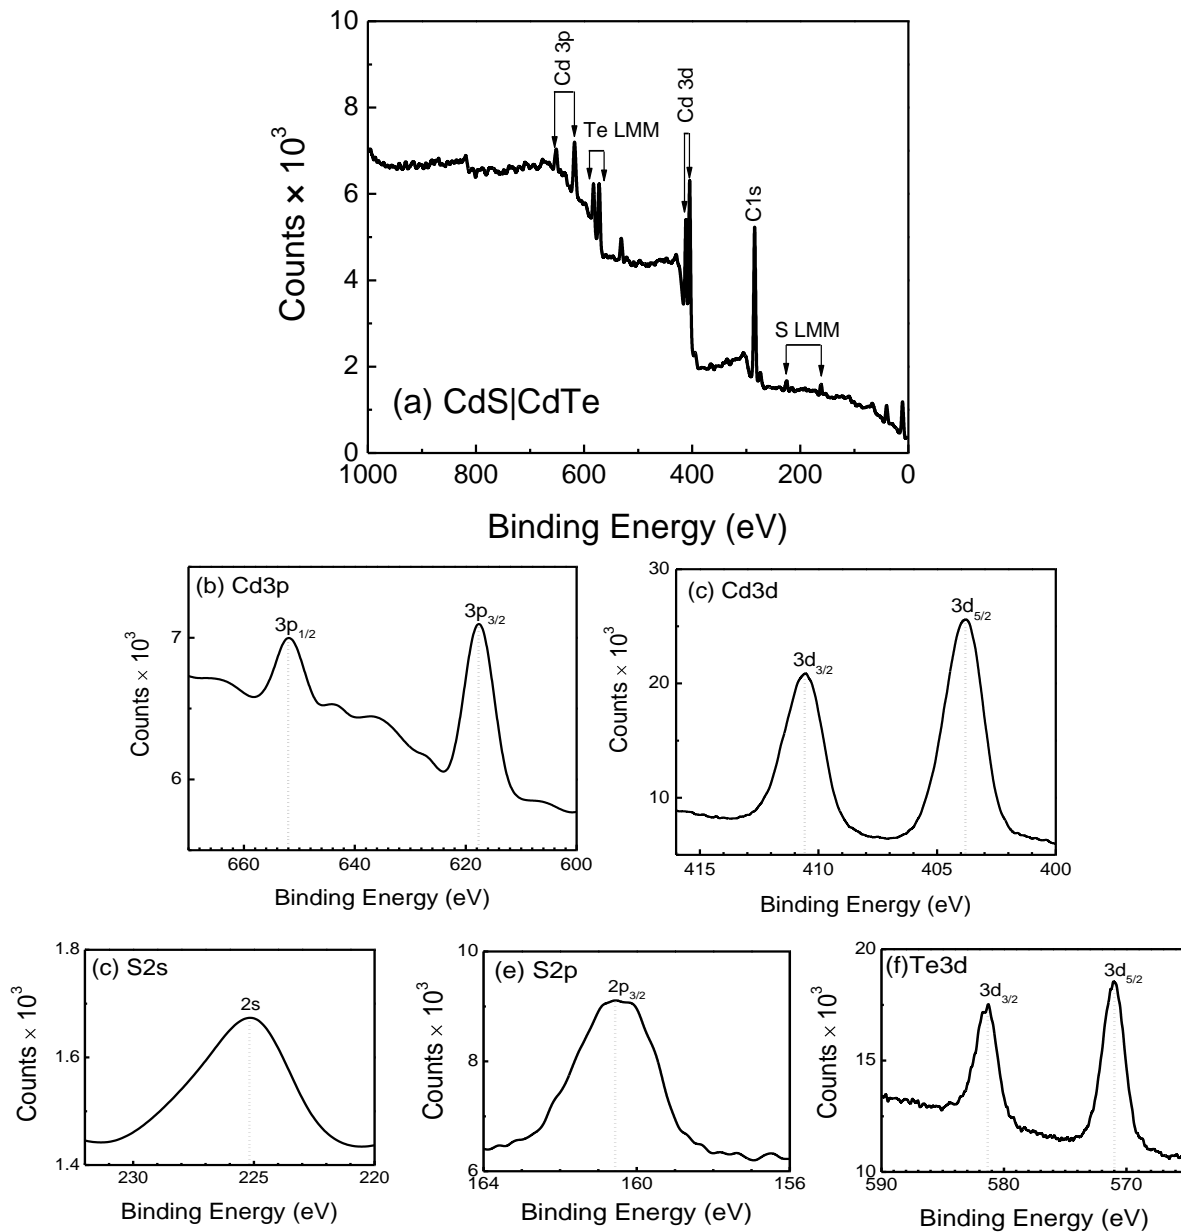 10
8
6
4
2
0
Counts × 10³
Cd 3p
Te LMM
Cd 3d
C1s
S LMM
(a) CdS|CdTe
1000 800 600 400 200 0
Binding Energy (eV)
(b) Cd3p
3p1/2
3p3/2
7
6
Counts × 10³
660 640 620 600
Binding Energy (eV)
(c) Cd3d
3d3/2
3d5/2
30
20
10
Counts × 10³
415 410 404 400
Binding Energy (eV)
(c) S2s
2s
1.8
1.6
1.4
Counts × 10³
230 225 220
Binding Energy (eV)
(e) S2p
2p3/2
10
8
6
Counts × 10³
164 160 156
Binding Energy (eV)
(f)Te3d
3d3/2
3d5/2
20
15
10
Counts × 10³
590 580 570
Binding Energy (eV)